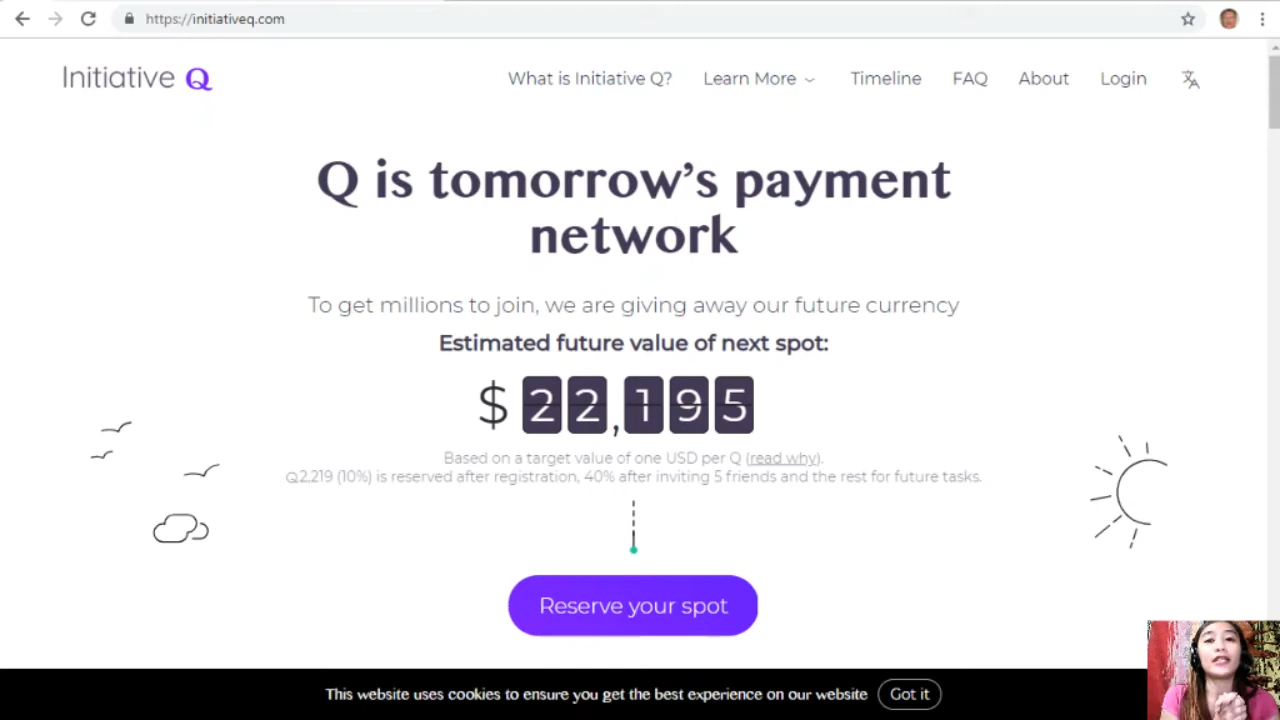 https://initiativeq.com
Initiative Q
What is Initiative Q? Learn More Timeline FAQ About Login
Q is tomorrow’s payment
network
To get millions to join, we are giving away our future currency
Estimated future value of next spot:
$ 22,195
Based on a target value of one USD per Q (read why).
Q2,219 (10%) is reserved after registration, 40% after inviting 5 friends and the rest for future tasks.
Reserve your spot
This website uses cookies to ensure you get the best experience on our website Got it